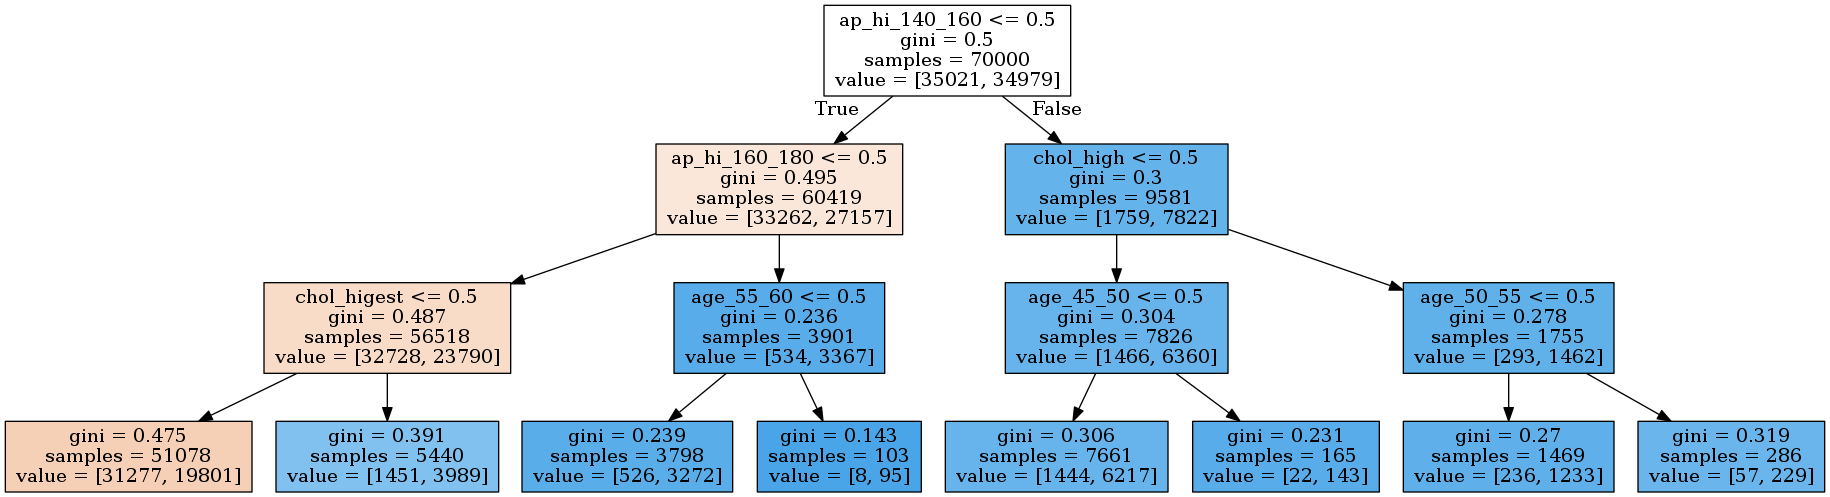 ap_hi_140_160 <= 0.5
gini = 0.5
samples = 70000
value = [35021, 34979]
True
False
ap_hi_160_180 <= 0.5
gini = 0.495
samples = 60419
value = [33262, 27157]
chol_high <= 0.5
gini = 0.3
samples = 9581
value = [1759, 7822]
chol_higest <= 0.5
gini = 0.487
samples = 56518
value = [32728, 23790]
age_55_60 <= 0.5
gini = 0.236
samples = 3901
value = [534, 3367]
age_45_50 <= 0.5
gini = 0.304
samples = 7826
value = [1466, 6360]
age_50_55 <= 0.5
gini = 0.278
samples = 1755
value = [293, 1462]
gini = 0.475
samples = 51078
value = [31277, 19801]
gini = 0.391
samples = 5440
value = [1451, 3989]
gini = 0.239
samples = 3798
value = [526, 3272]
gini = 0.143
samples = 103
value = [8, 95]
gini = 0.306
samples = 7661
value = [1444, 6217]
gini = 0.231
samples = 165
value = [22, 143]
gini = 0.27
samples = 1469
value = [236, 1233]
gini = 0.319
samples = 286
value = [57, 229]